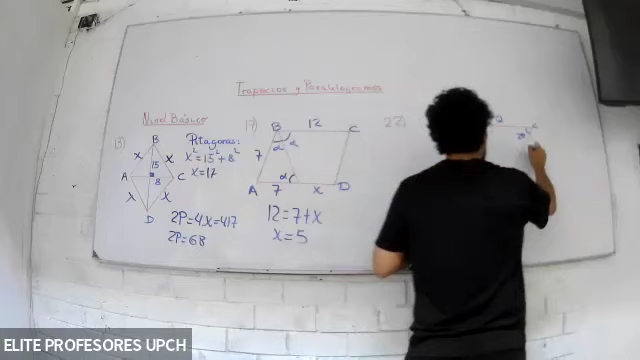 Trapecios y Paralelogramos
Nivel Básico
13)
B
x
x
15
A
8
C
x
x
D
Pitágoras:
x² = 15² + 8²
x = 17
2P = 4x = 4.17
2P = 68
17)
B
12
C
α
α
7
α
A
7
x
D
12 = 7 + x
x = 5
22)
B
C
ELITE PROFESORES UPCH